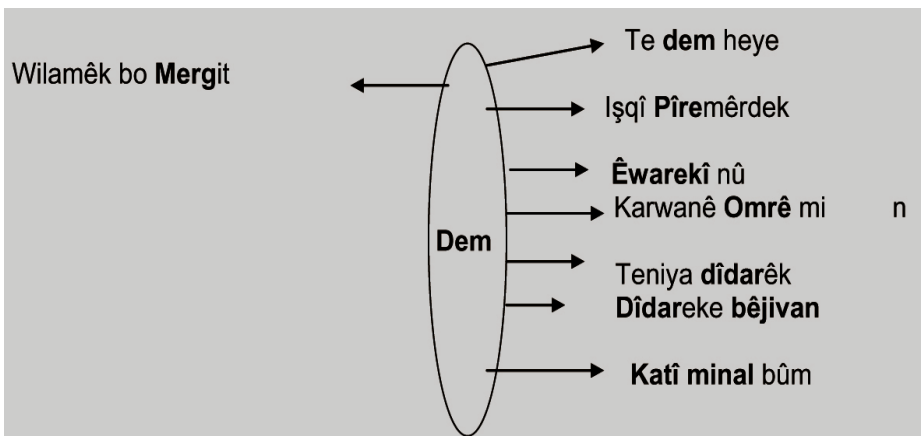 Te dem heye
Wilamêk bo Mergit
Işqî Pîremêrdek
Êwarekî nû
Karwanê Omrê mi n
Dem
Teniya dîdarêk
Dîdareke bêjivan
Katî minal bûm